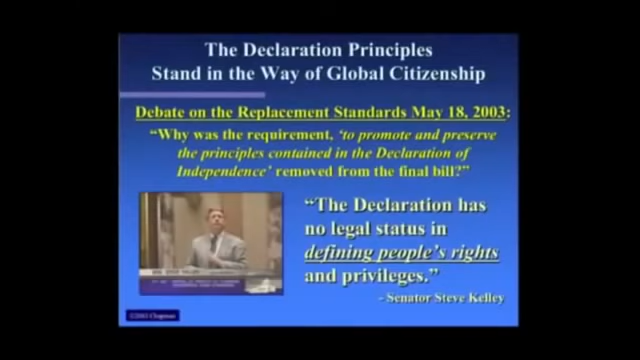 The Declaration Principles
Stand in the Way of Global Citizenship
Debate on the Replacement Standards May 18, 2003:
“Why was the requirement, ‘to promote and preserve
the principles contained in the Declaration of
Independence’ removed from the final bill?”
“The Declaration has
no legal status in
defining people’s rights
and privileges.”
- Senator Steve Kelley
©2003 Chapman